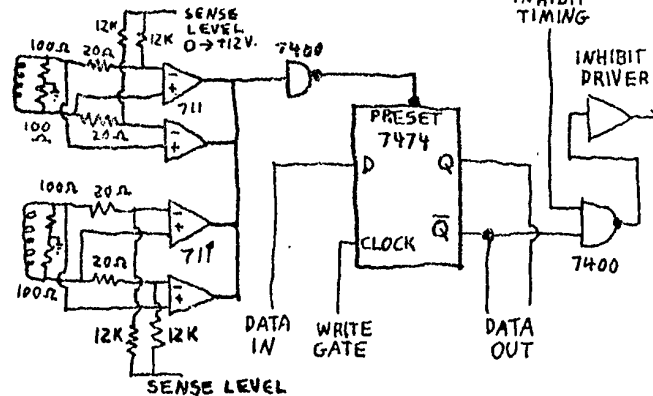 SENSE
LEVEL
0→+12V.
12K
12K
100Ω
20Ω
-
+
711
-
+
20Ω
100
Ω
7400
INHIBIT
TIMING
INHIBIT
DRIVER
PRESET
7474
D
Q
CLOCK
Q̅
7400
100Ω
20Ω
-
+
711
20Ω
-
+
100Ω
12K
12K
SENSE LEVEL
DATA
IN
WRITE
GATE
DATA
OUT